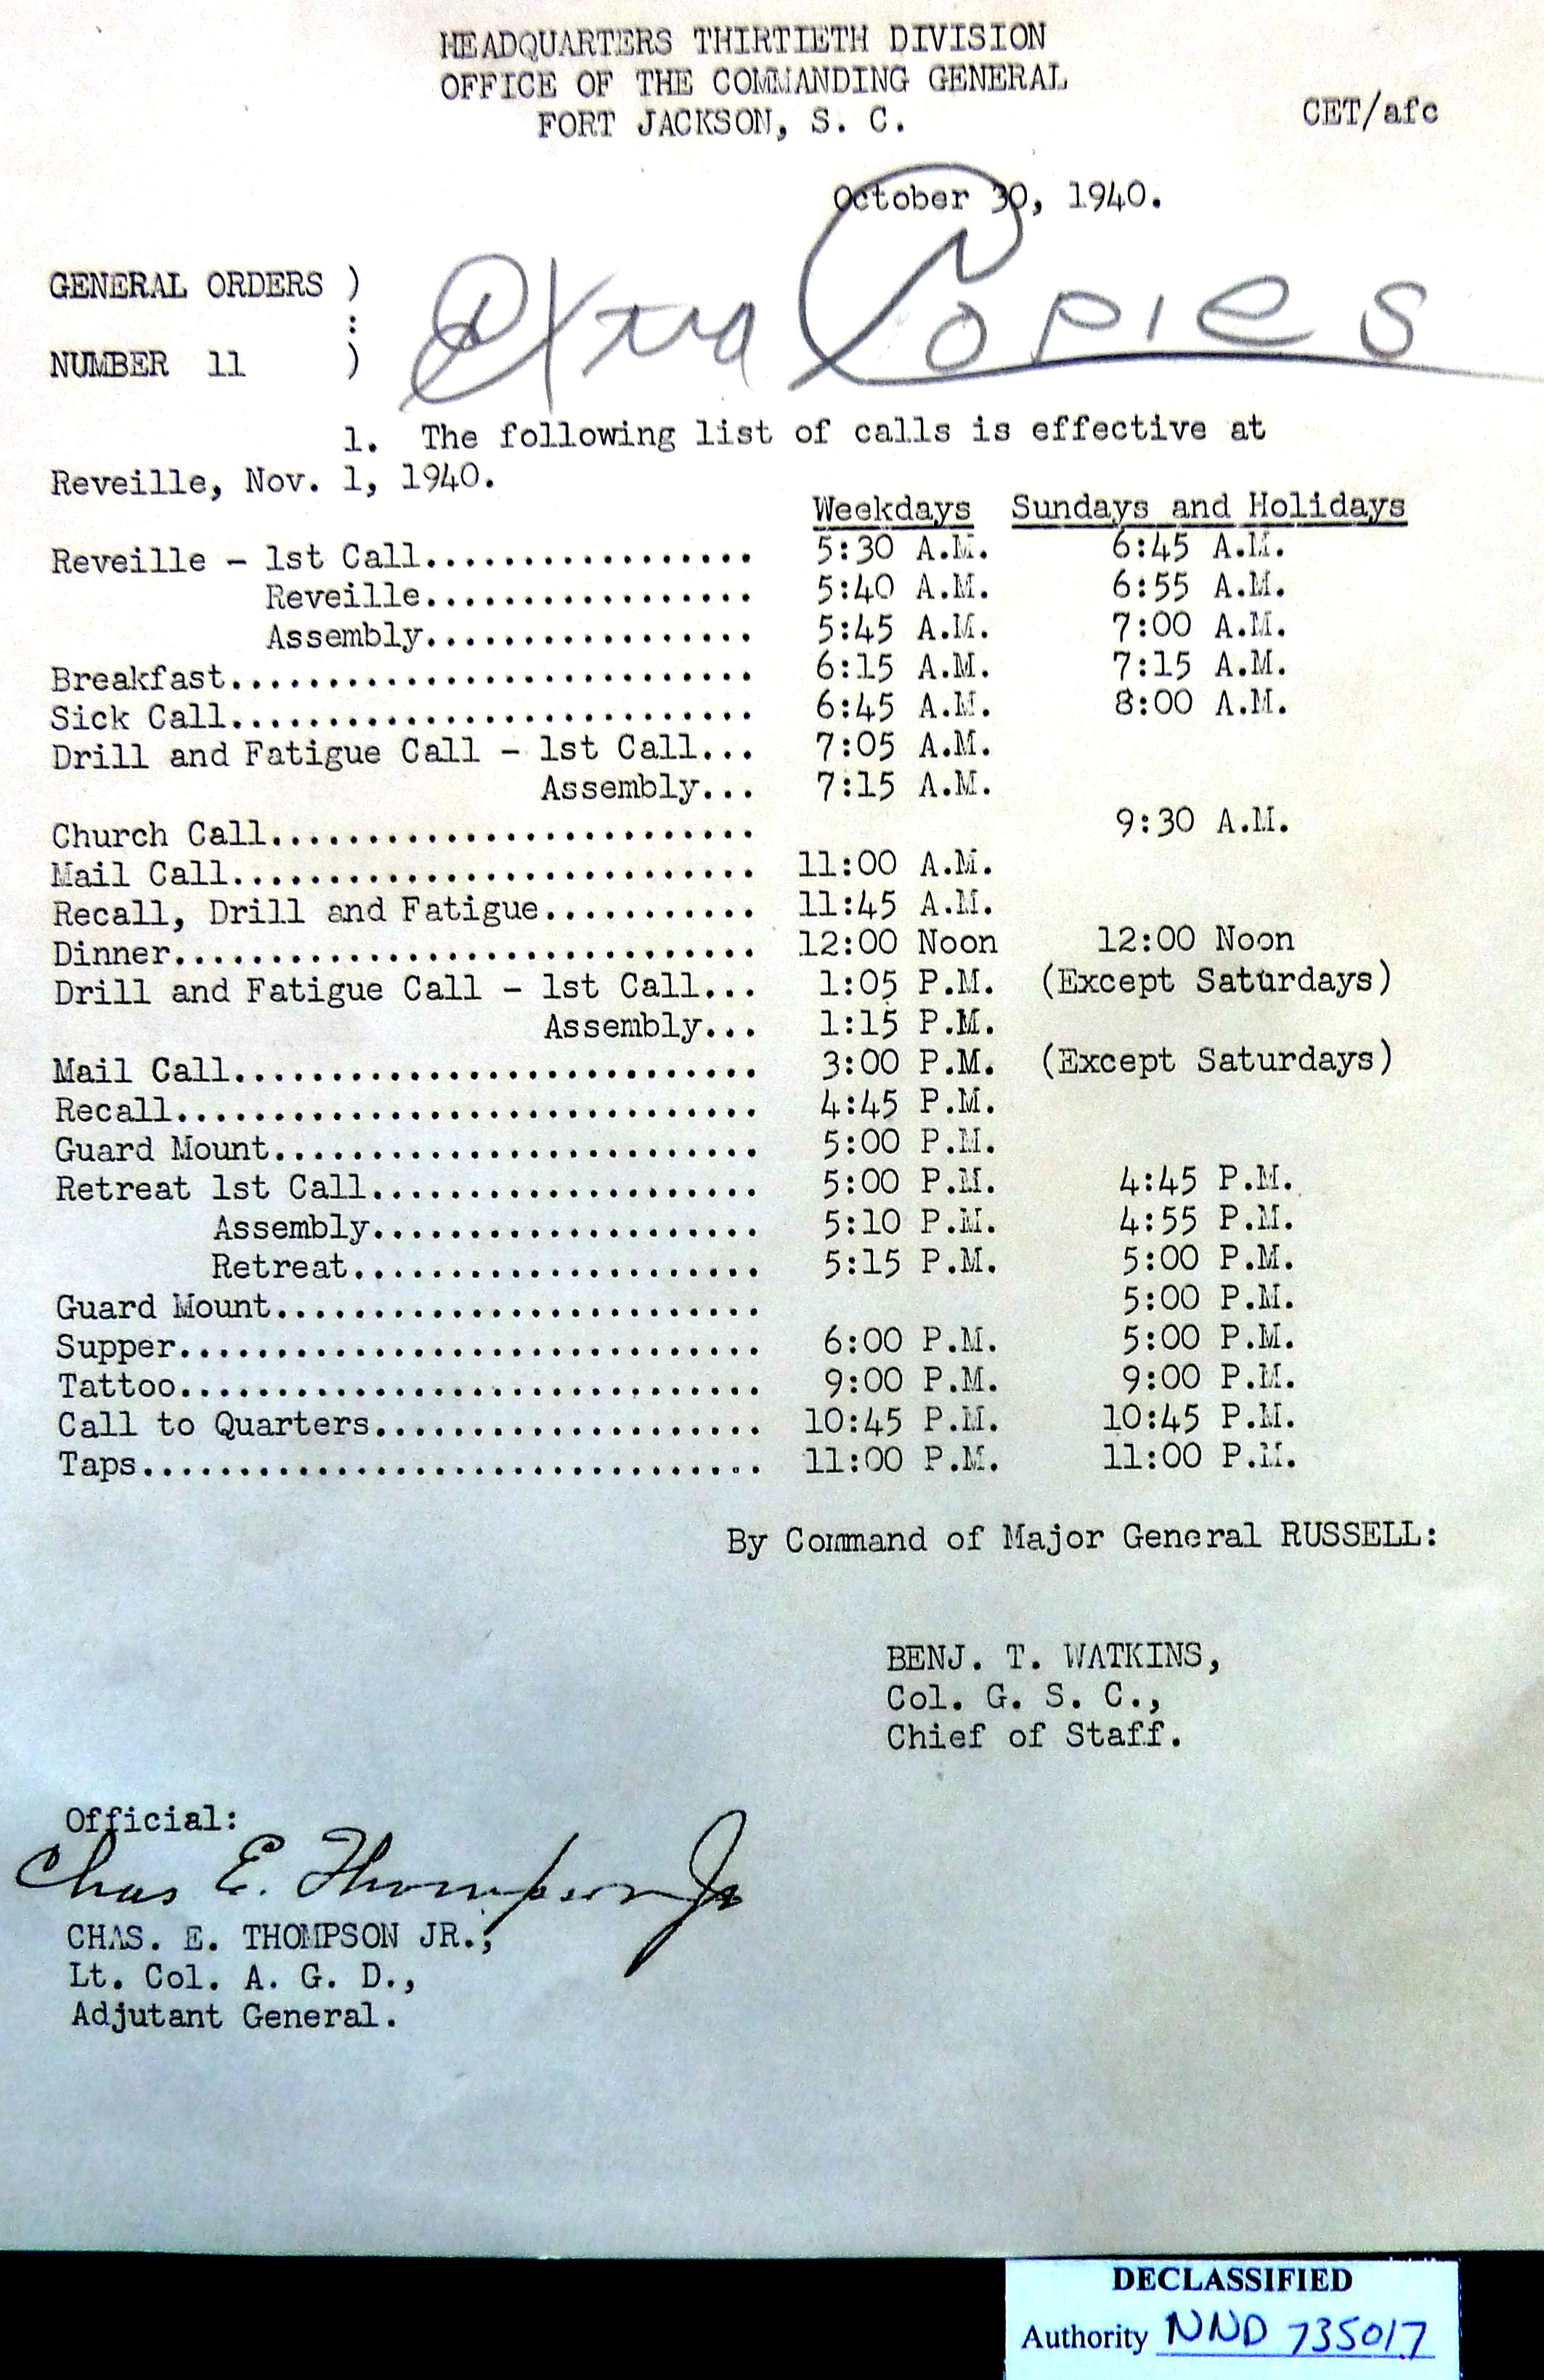 HEADQUARTERS THIRTIETH DIVISION
OFFICE OF THE COMMANDING GENERAL
FORT JACKSON, S. C.
CET/afc
October 30, 1940.
GENERAL ORDERS )
:
NUMBER 11 )
Extra Copies
1. The following list of calls is effective at
Reveille, Nov. 1, 1940.
Weekdays Sundays and Holidays
Reveille - 1st Call................. 5:30 A.M. 6:45 A.M.
Reveille................. 5:40 A.M. 6:55 A.M.
Assembly................. 5:45 A.M. 7:00 A.M.
Breakfast........................... 6:15 A.M. 7:15 A.M.
Sick Call........................... 6:45 A.M. 8:00 A.M.
Drill and Fatigue Call - 1st Call... 7:05 A.M.
Assembly... 7:15 A.M.
Church Call......................... 9:30 A.M.
Mail Call........................... 11:00 A.M.
Recall, Drill and Fatigue........... 11:45 A.M.
Dinner.............................. 12:00 Noon 12:00 Noon
Drill and Fatigue Call - 1st Call... 1:05 P.M. (Except Saturdays)
Assembly... 1:15 P.M.
Mail Call........................... 3:00 P.M. (Except Saturdays)
Recall.............................. 4:45 P.M.
Guard Mount......................... 5:00 P.M.
Retreat 1st Call.................... 5:00 P.M. 4:45 P.M.
Assembly.................... 5:10 P.M. 4:55 P.M.
Retreat..................... 5:15 P.M. 5:00 P.M.
Guard Mount......................... 5:00 P.M.
Supper.............................. 6:00 P.M. 5:00 P.M.
Tattoo.............................. 9:00 P.M. 9:00 P.M.
Call to Quarters.................... 10:45 P.M. 10:45 P.M.
Taps................................ 11:00 P.M. 11:00 P.M.
By Command of Major General RUSSELL:
BENJ. T. WATKINS,
Col. G. S. C.,
Chief of Staff.
Official:
Chas E. Thompson Jr
CHAS. E. THOMPSON JR.,
Lt. Col. A. G. D.,
Adjutant General.
DECLASSIFIED
Authority NND 735017